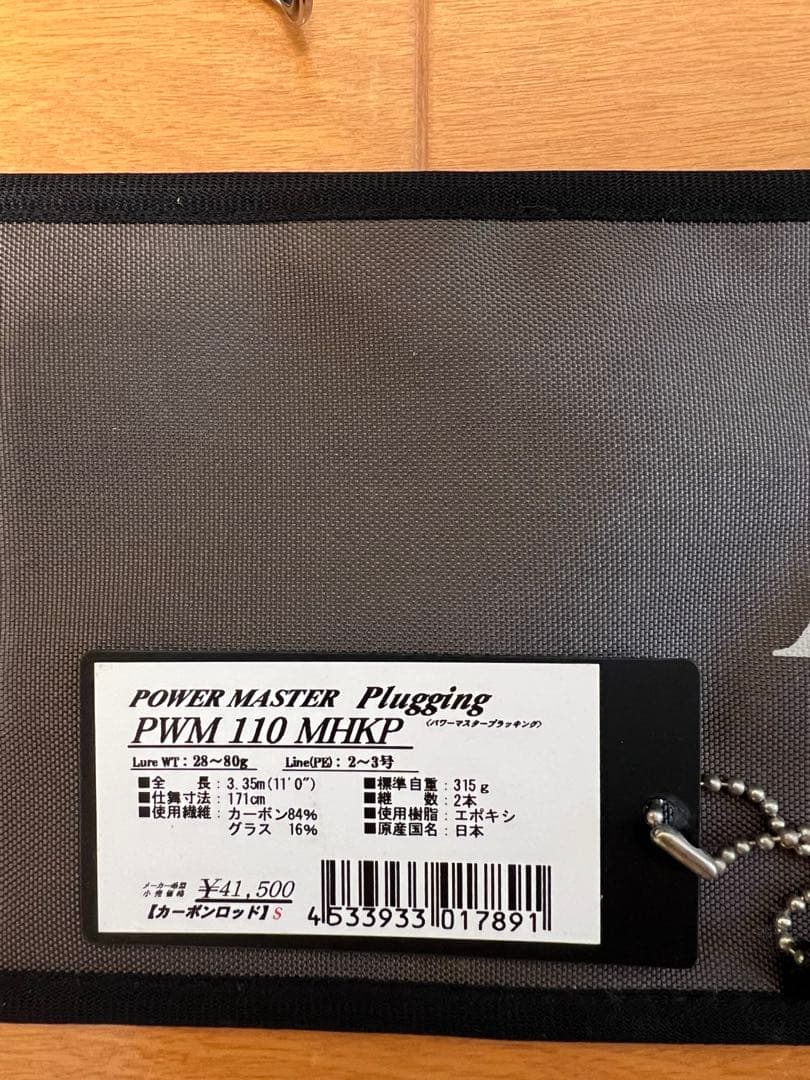 POWER MASTER Plugging
PWM 110 MHKP 〈パワーマスタープラッキング〉
Lure WT：28～80g Line(PE)：2～3号
■全 長：3.35m(11'0") ■標準自重：315g
■仕舞寸法：171cm ■継 数：2本
■使用繊維：カーボン84% ■使用樹脂：エポキシ
グラス 16% ■原産国名：日本
メーカー希望
小売価格 ¥41,500
【カーボンロッド】S
4533933017891